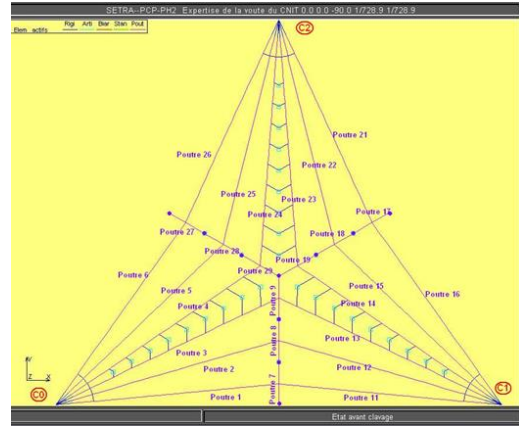 SETRA--PCP-PH2 Expertise de la voute du CNIT 0.0 0.0 -90.0 1/728.9 1/728.9
Elem. actifs Rigi Arti Biar Sten Pout
C2
Poutre 21
Poutre 26
Poutre 22
Poutre 25
Poutre 23
Poutre 24
Poutre 17
Poutre 27
Poutre 18
Poutre 28
Poutre 19
Poutre 29
Poutre 6
Poutre 5
Poutre 15
Poutre 16
Poutre 4
Poutre 9
Poutre 14
Poutre 8
Poutre 13
Poutre 3
Poutre 2
Poutre 12
Poutre 7
Poutre 1
Poutre 11
Z X
C0
C1
Etat avant clavage